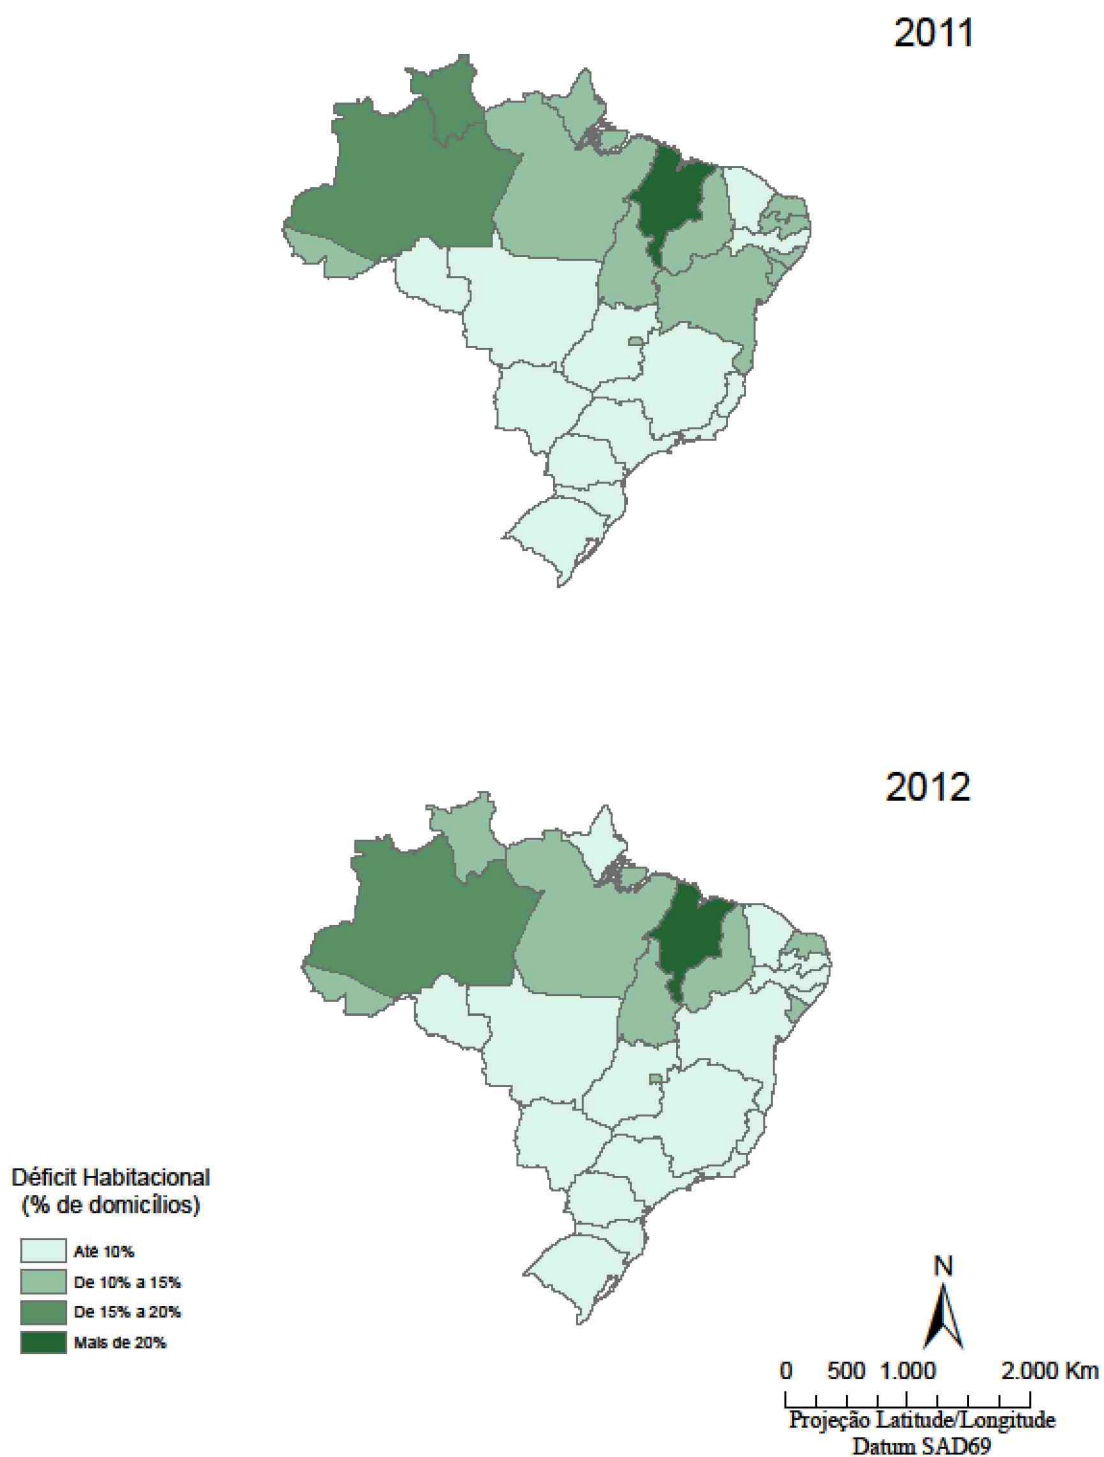 2011
2012
Déficit Habitacional
(% de domicílios)
Até 10%
De 10% a 15%
De 15% a 20%
Mais de 20%
N
0 500 1.000 2.000 Km
Projeção Latitude/Longitude
Datum SAD69